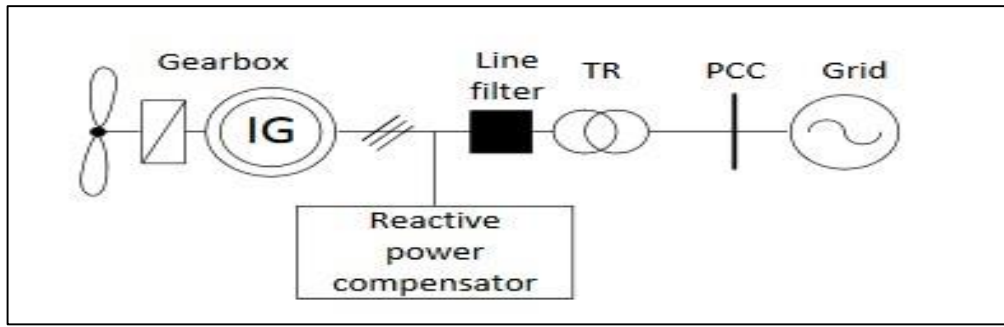 Gearbox
IG
Line
filter
TR
PCC
Grid
Reactive
power
compensator